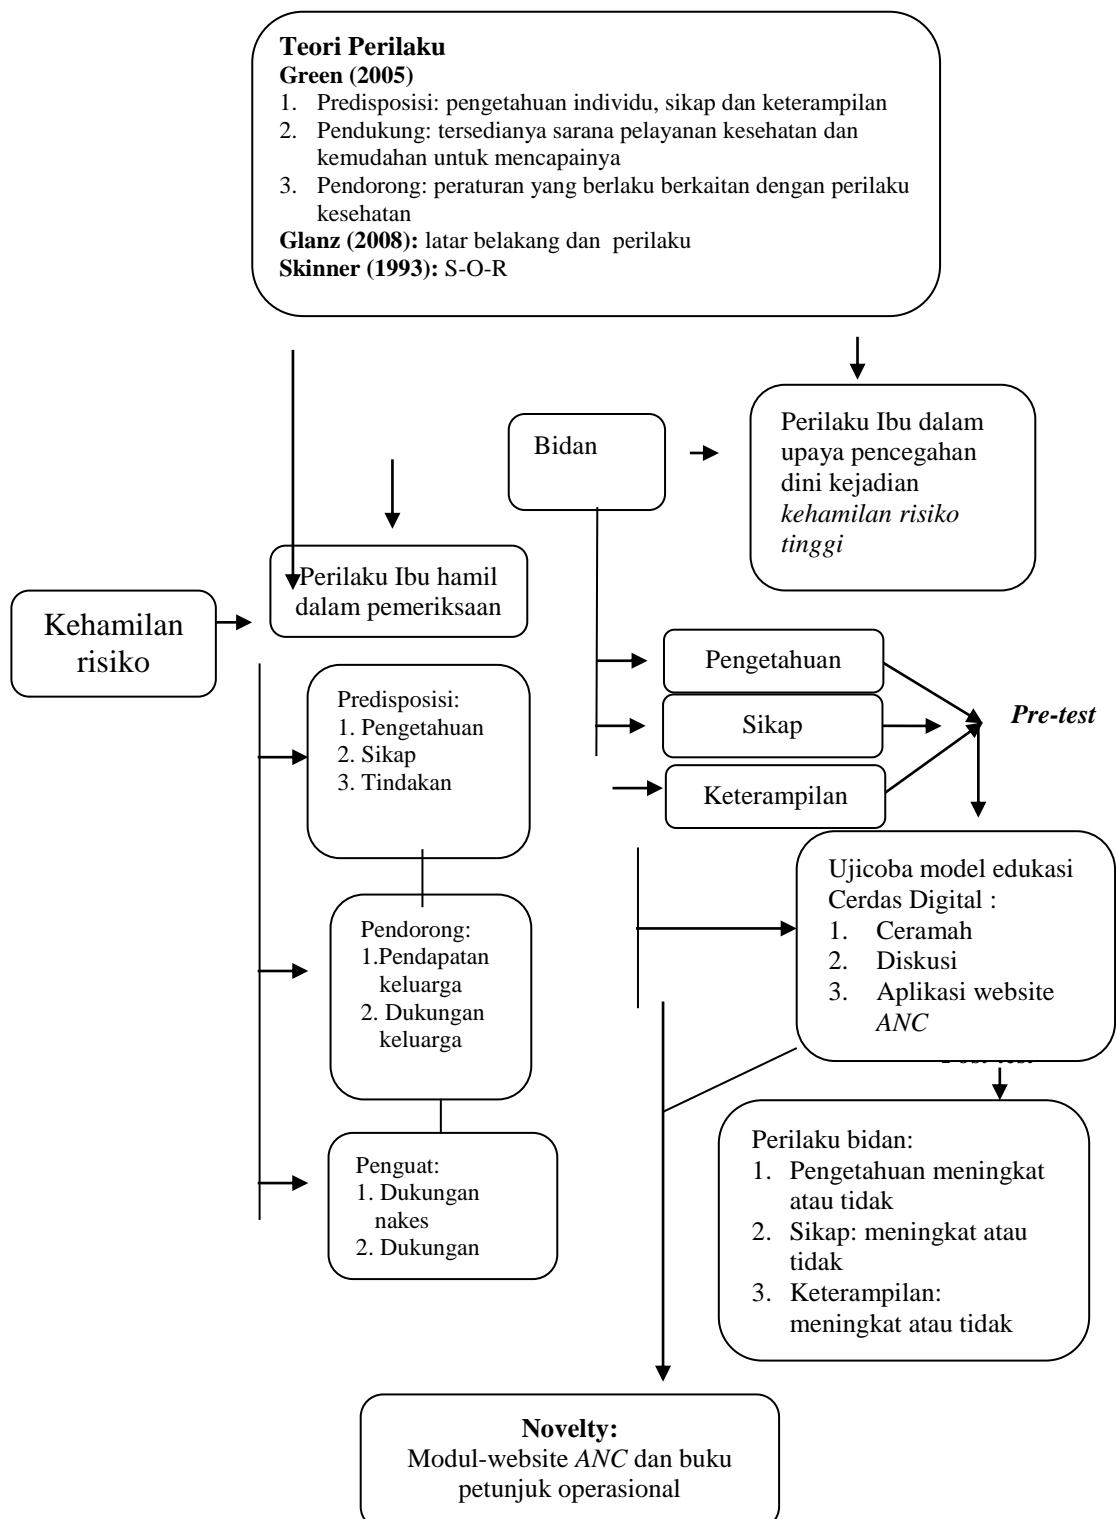 Teori Perilaku
Green (2005)
1. Predisposisi: pengetahuan individu, sikap dan keterampilan
2. Pendukung: tersedianya sarana pelayanan kesehatan dan
kemudahan untuk mencapainya
3. Pendorong: peraturan yang berlaku berkaitan dengan perilaku
kesehatan
Glanz (2008): latar belakang dan perilaku
Skinner (1993): S-O-R
Bidan
Perilaku Ibu dalam
upaya pencegahan
dini kejadian
kehamilan risiko
tinggi
Perilaku Ibu hamil
dalam pemeriksaan
Kehamilan
risiko
Predisposisi:
1. Pengetahuan
2. Sikap
3. Tindakan
Pengetahuan
Sikap
Keterampilan
Pre-test
Pendorong:
1.Pendapatan
keluarga
2. Dukungan
keluarga
Ujicoba model edukasi
Cerdas Digital :
1. Ceramah
2. Diskusi
3. Aplikasi website
ANC
Penguat:
1. Dukungan
nakes
2. Dukungan
Perilaku bidan:
1. Pengetahuan meningkat
atau tidak
2. Sikap: meningkat atau
tidak
3. Keterampilan:
meningkat atau tidak
Novelty:
Modul-website ANC dan buku
petunjuk operasional